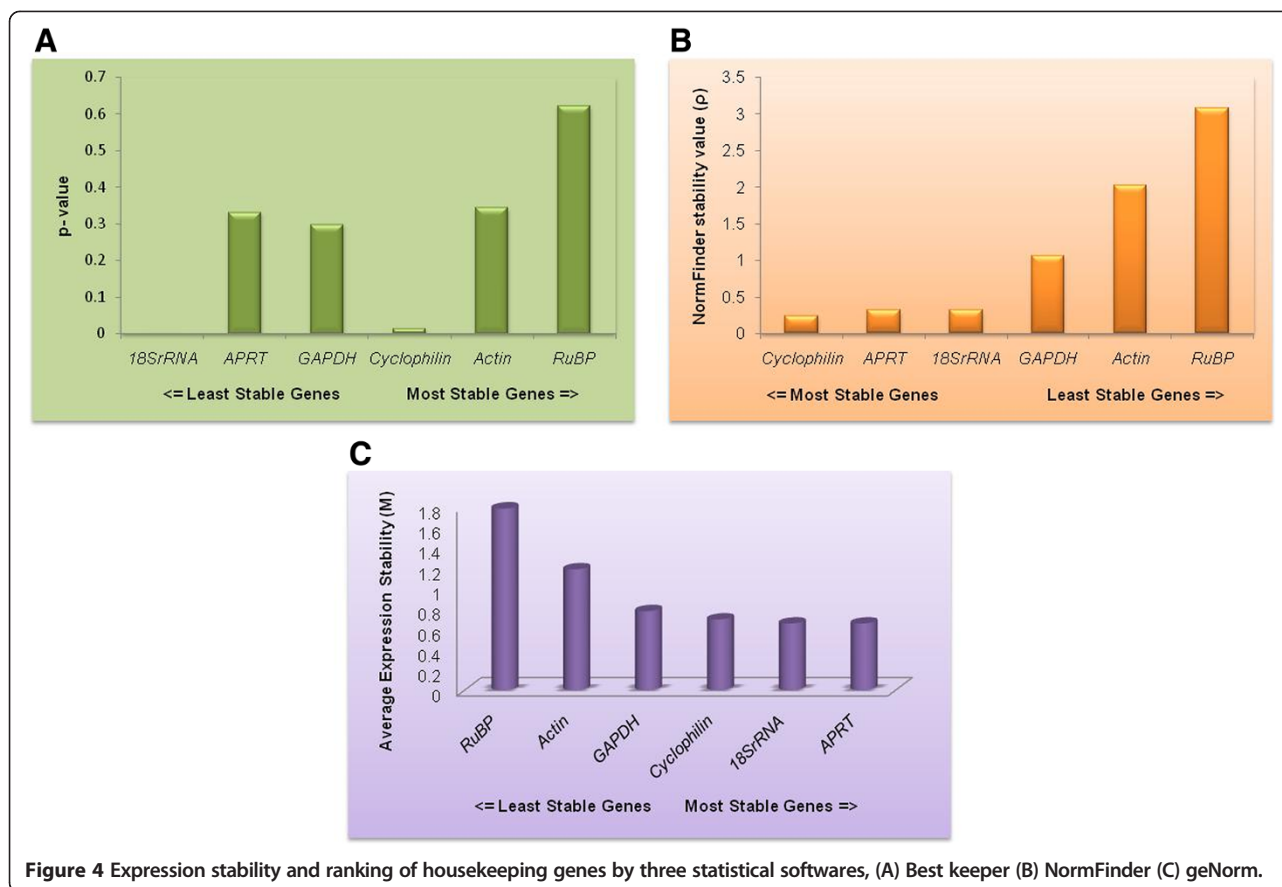 A
0.7
0.6
0.5
0.4
0.3
0.2
0.1
0
p- value
18SrRNA APRT GAPDH Cyclophilin Actin RuBP
<= Least Stable Genes Most Stable Genes =>
B
3.5
3
2.5
2
1.5
1
0.5
0
NormFinder stability value (ρ)
Cyclophilin APRT 18SrRNA GAPDH Actin RuBP
<= Most Stable Genes Least Stable Genes =>
C
1.8
1.6
1.4
1.2
1
0.8
0.6
0.4
0.2
0
Average Expression Stability (M)
RuBP Actin GAPDH Cyclophilin 18SrRNA APRT
<= Least Stable Genes Most Stable Genes =>
Figure 4 Expression stability and ranking of housekeeping genes by three statistical softwares, (A) Best keeper (B) NormFinder (C) geNorm.